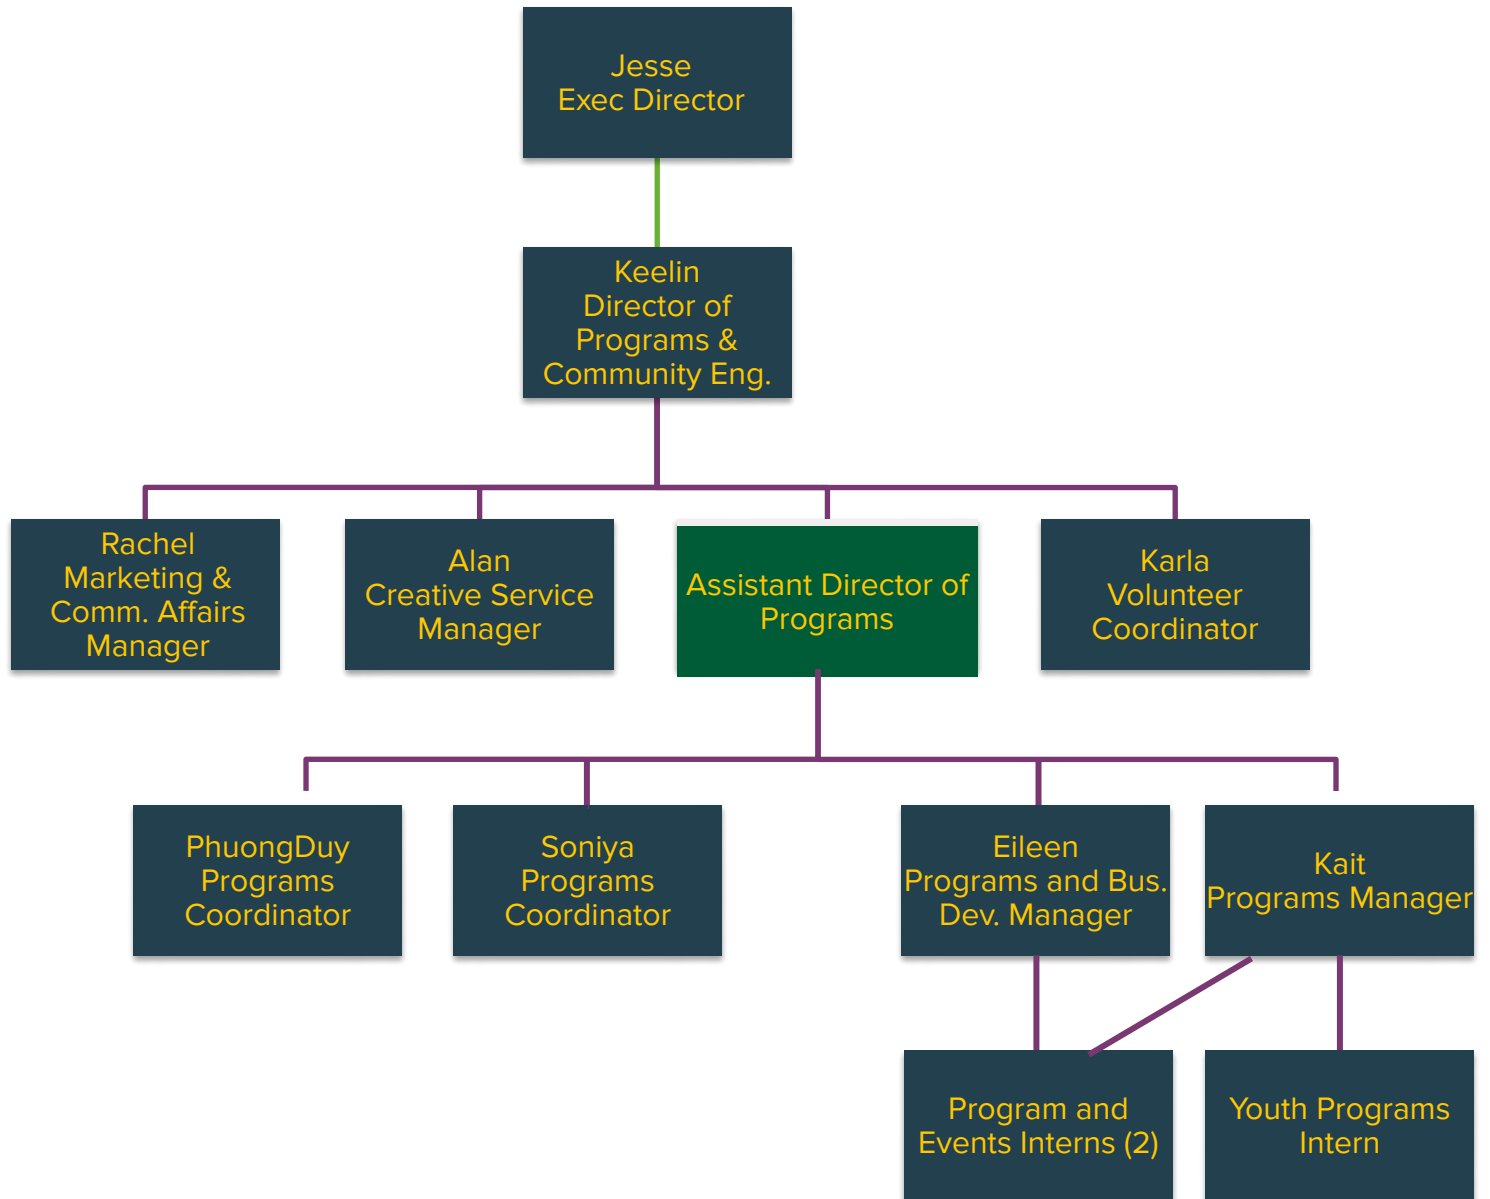 Jesse
Exec Director
Keelin
Director of
Programs &
Community Eng.
Rachel
Marketing &
Comm. Affairs
Manager
Alan
Creative Service
Manager
Assistant Director of
Programs
Karla
Volunteer
Coordinator
PhuongDuy
Programs
Coordinator
Soniya
Programs
Coordinator
Eileen
Programs and Bus.
Dev. Manager
Kait
Programs Manager
Program and
Events Interns (2)
Youth Programs
Intern